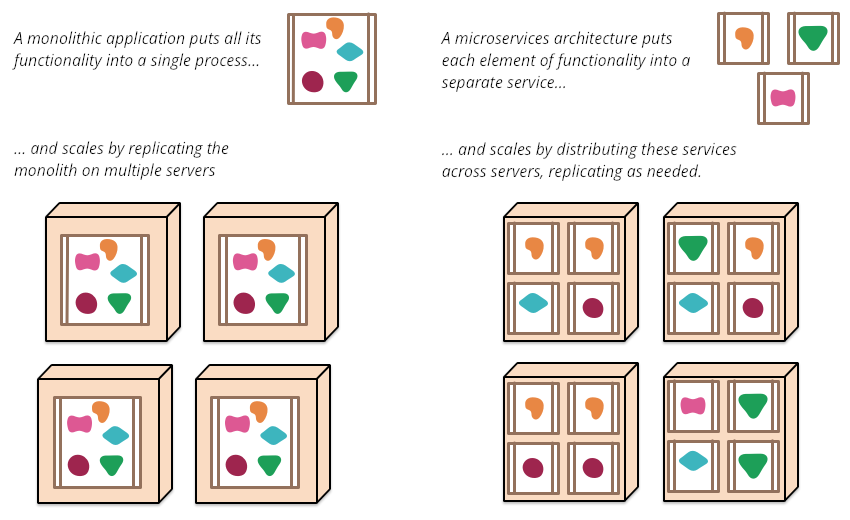 A monolithic application puts all its
functionality into a single process...
... and scales by replicating the
monolith on multiple servers
A microservices architecture puts
each element of functionality into a
separate service...
... and scales by distributing these services
across servers, replicating as needed.